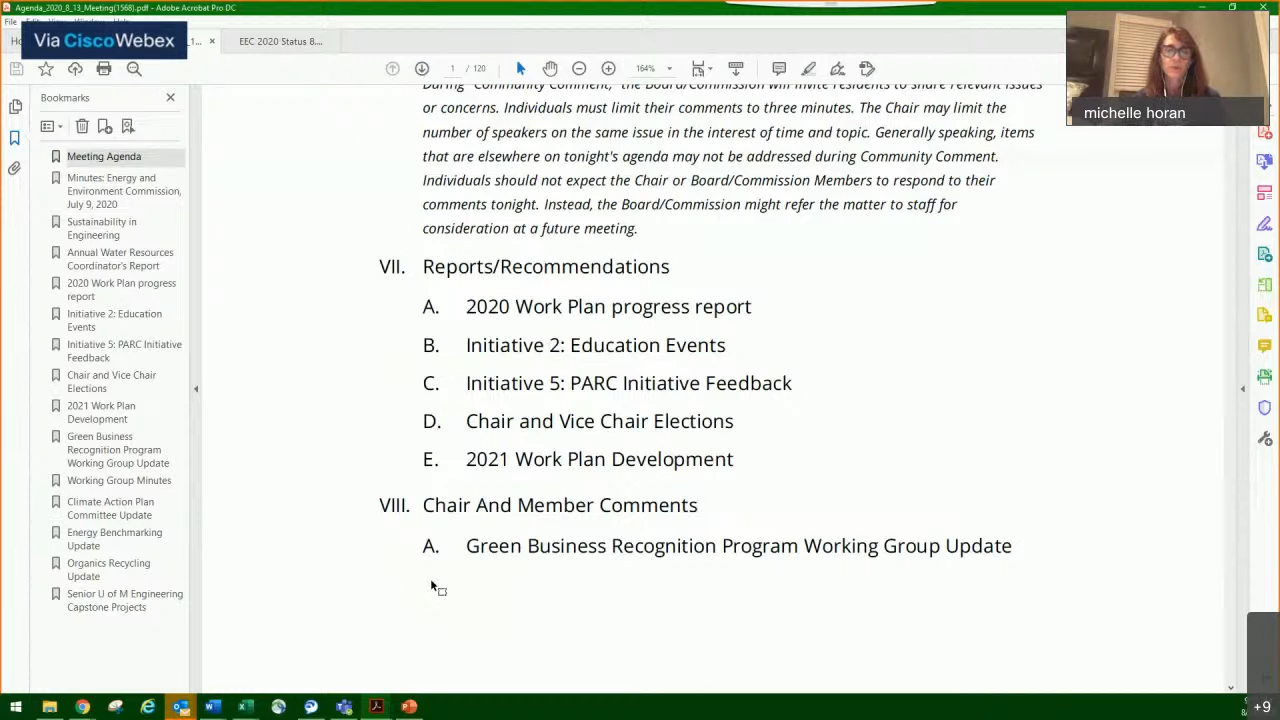 Agenda_2020_8_13_Meeting(1568).pdf - Adobe Acrobat Pro DC
Via CiscoWebex
EEC 2020 Status 8...
1 / 120
164%
Bookmarks
Meeting Agenda
Minutes: Energy and
Environment Commission,
July 9, 2020
Sustainability in
Engineering
Annual Water Resources
Coordinator's Report
2020 Work Plan progress
report
Initiative 2: Education
Events
Initiative 5: PARC Initiative
Feedback
Chair and Vice Chair
Elections
2021 Work Plan
Development
Green Business
Recognition Program
Working Group Update
Working Group Minutes
Climate Action Plan
Committee Update
Energy Benchmarking
Update
Organics Recycling
Update
Senior U of M Engineering
Capstone Projects
During "Community Comment," the Board/Commission will invite residents to share relevant issues
or concerns. Individuals must limit their comments to three minutes. The Chair may limit the
number of speakers on the same issue in the interest of time and topic. Generally speaking, items
that are elsewhere on tonight's agenda may not be addressed during Community Comment.
Individuals should not expect the Chair or Board/Commission Members to respond to their
comments tonight. Instead, the Board/Commission might refer the matter to staff for
consideration at a future meeting.
VII. Reports/Recommendations
A. 2020 Work Plan progress report
B. Initiative 2: Education Events
C. Initiative 5: PARC Initiative Feedback
D. Chair and Vice Chair Elections
E. 2021 Work Plan Development
VIII. Chair And Member Comments
A. Green Business Recognition Program Working Group Update
michelle horan
+9